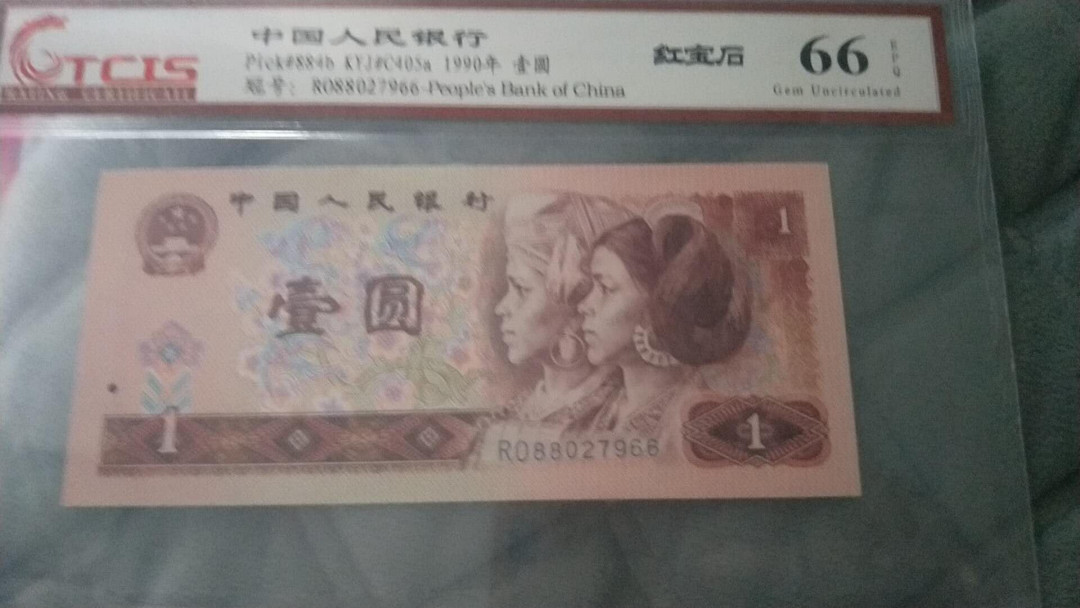 TCIS
中国人民银行
Pick#884b KYJ#C405a 1990年 壹圆
冠号: RO88027966-People's Bank of China
红宝石
66
EPQ
Gem Uncirculated
中国人民银行
1
壹圆
1
RO88027966
1